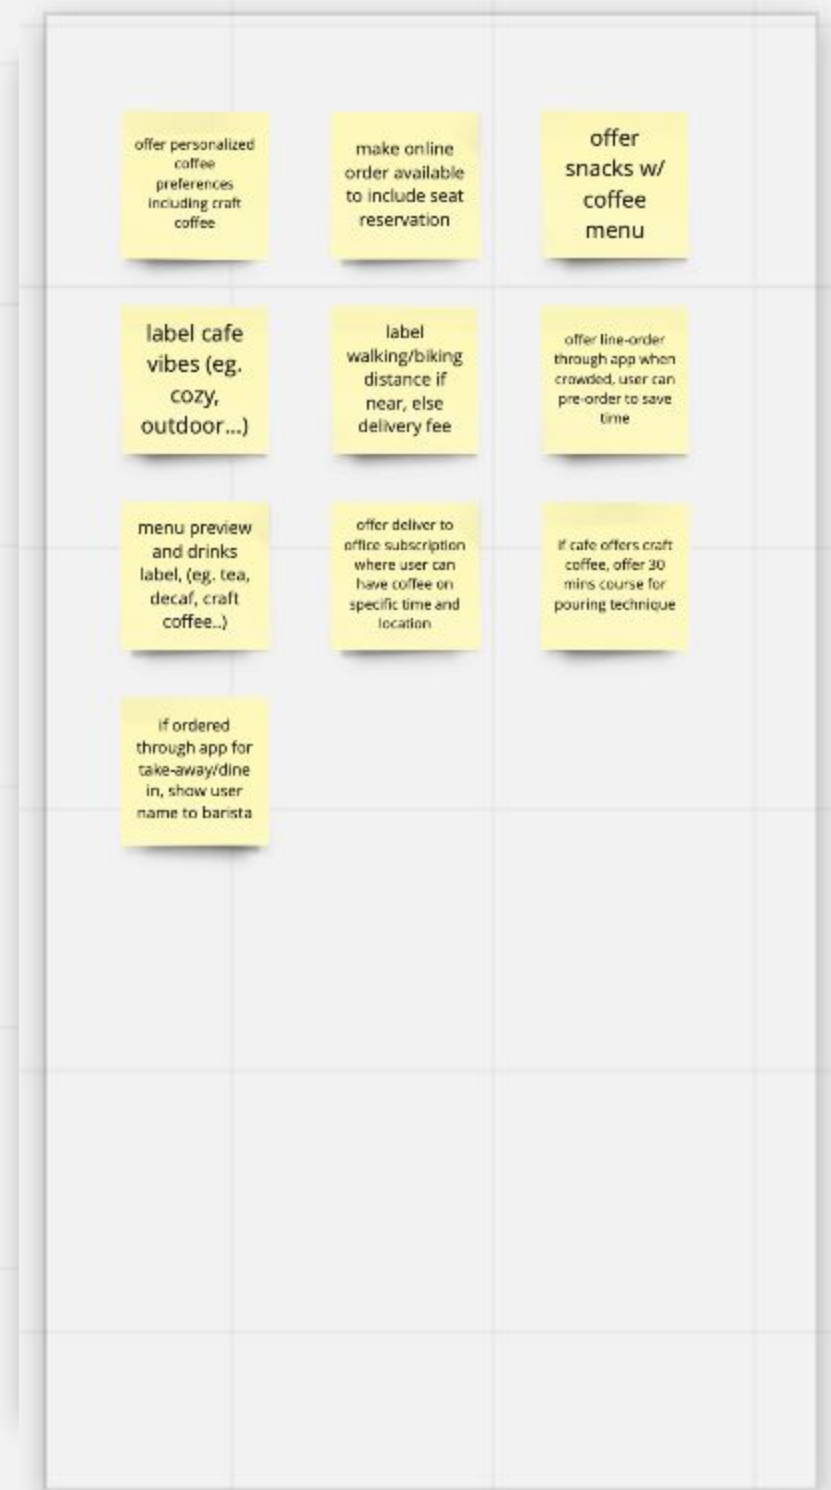 offer personalized
coffee
preferences
including craft
coffee
make online
order available
to include seat
reservation
offer
snacks w/
coffee
menu
label cafe
vibes (eg.
cozy,
outdoor...)
label
walking/biking
distance if
near, else
delivery fee
offer line-order
through app when
crowded, user can
pre-order to save
time
menu preview
and drinks
label, (eg. tea,
decaf, craft
coffee..)
offer deliver to
office subscription
where user can
have coffee on
specific time and
location
if cafe offers craft
coffee, offer 30
mins course for
pouring technique
if ordered
through app for
take-away/dine
in, show user
name to barista